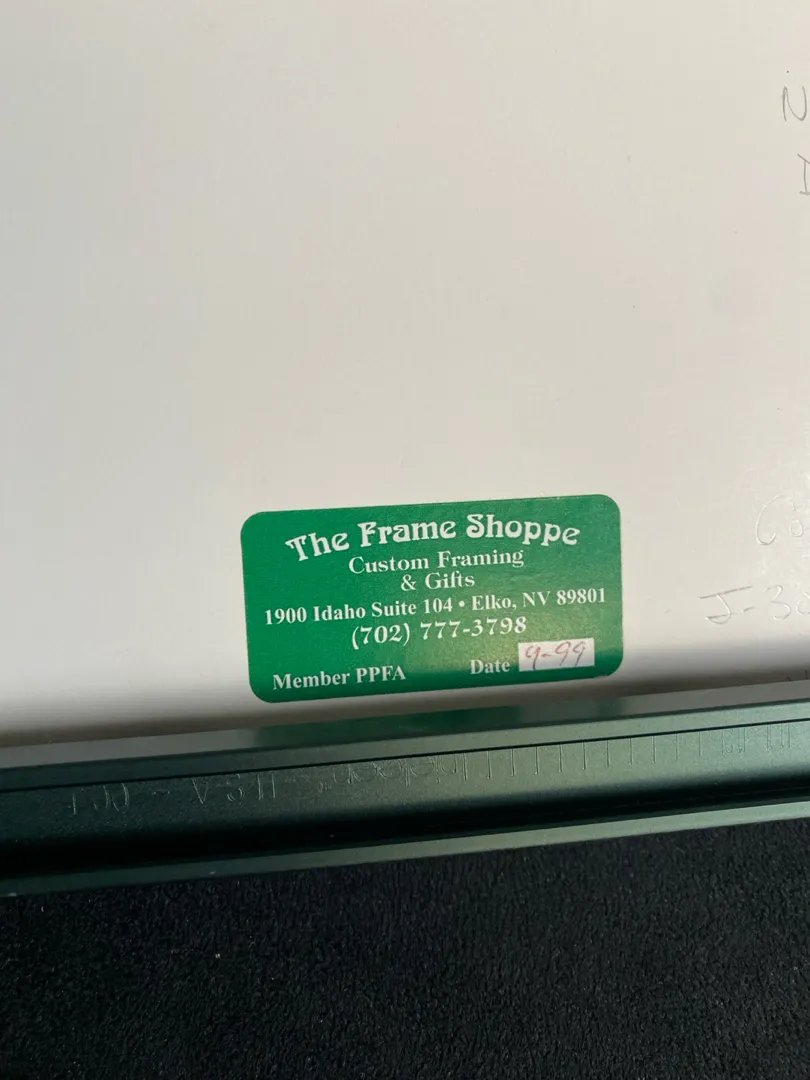 The Frame Shoppe
Custom Framing
& Gifts
1900 Idaho Suite 104 • Elko, NV 89801
(702) 777-3798
Member PPFA Date 9-99